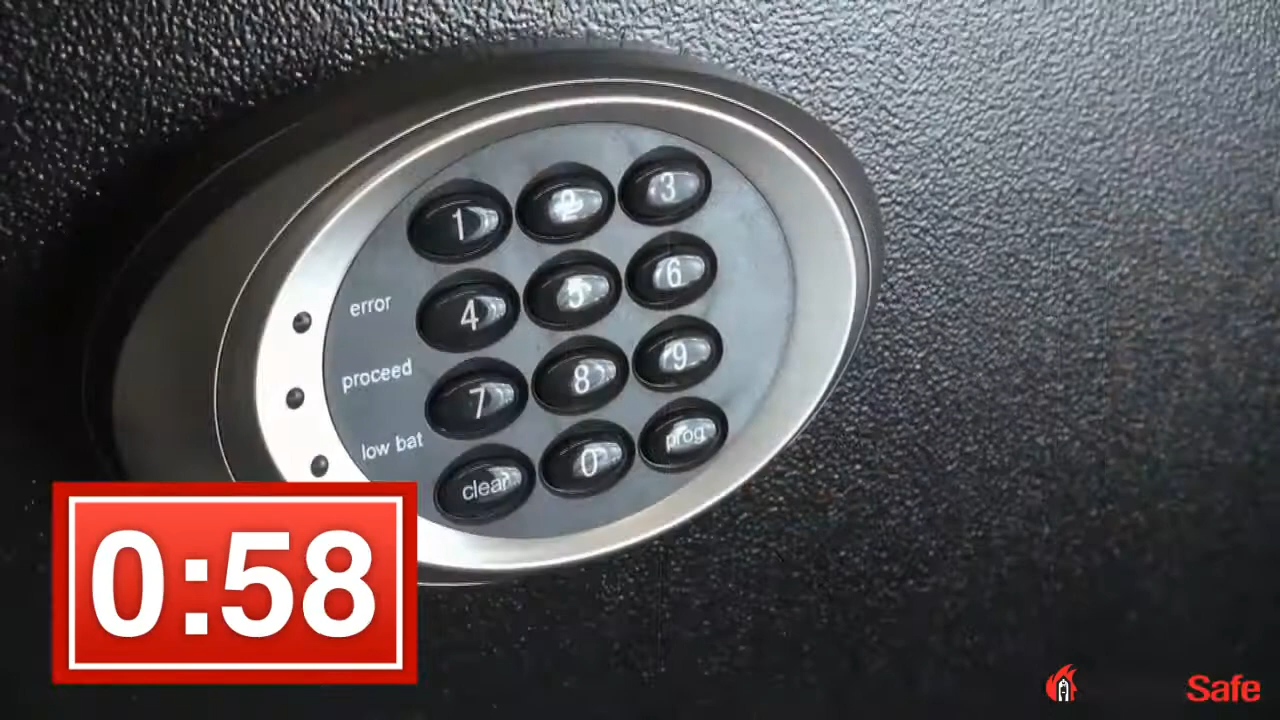 1 2 3
error
4 5 6
proceed
7 8 9
low bat
clear 0 prog
0:58
Safe